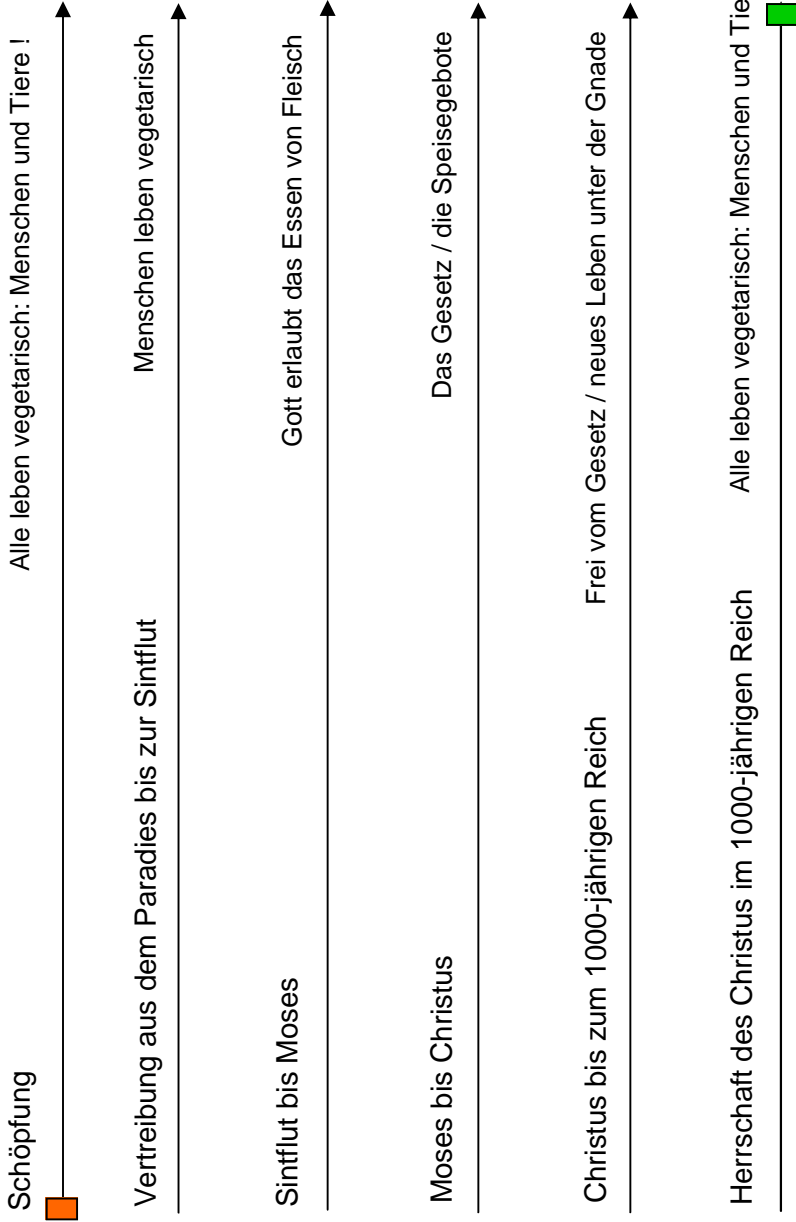 Schöpfung
Alle leben vegetarisch: Menschen und Tiere !
Vertreibung aus dem Paradies bis zur Sintflut
Menschen leben vegetarisch
Sintflut bis Moses
Gott erlaubt das Essen von Fleisch
Moses bis Christus
Das Gesetz / die Speisegebote
Christus bis zum 1000-jährigen Reich
Frei vom Gesetz / neues Leben unter der Gnade
Herrschaft des Christus im 1000-jährigen Reich
Alle leben vegetarisch: Menschen und Tie